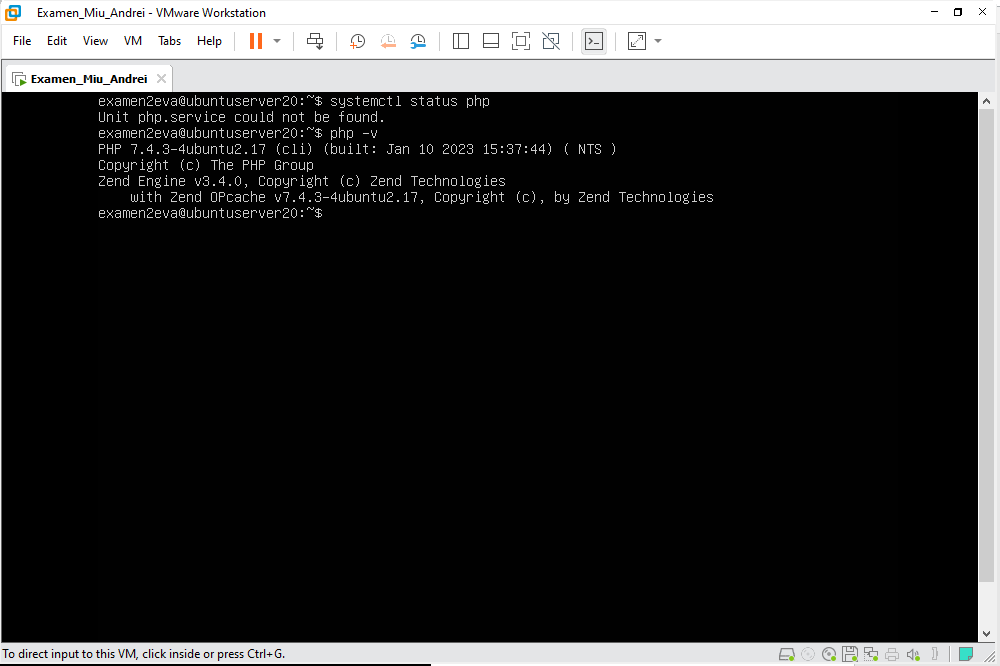 Examen_Miu_Andrei - VMware Workstation
File Edit View VM Tabs Help
Examen_Miu_Andrei
examen2eva@ubuntuserver20:~$ systemctl status php
Unit php.service could not be found.
examen2eva@ubuntuserver20:~$ php -v
PHP 7.4.3-4ubuntu2.17 (cli) (built: Jan 10 2023 15:37:44) ( NTS )
Copyright (c) The PHP Group
Zend Engine v3.4.0, Copyright (c) Zend Technologies
    with Zend OPcache v7.4.3-4ubuntu2.17, Copyright (c), by Zend Technologies
examen2eva@ubuntuserver20:~$
To direct input to this VM, click inside or press Ctrl+G.